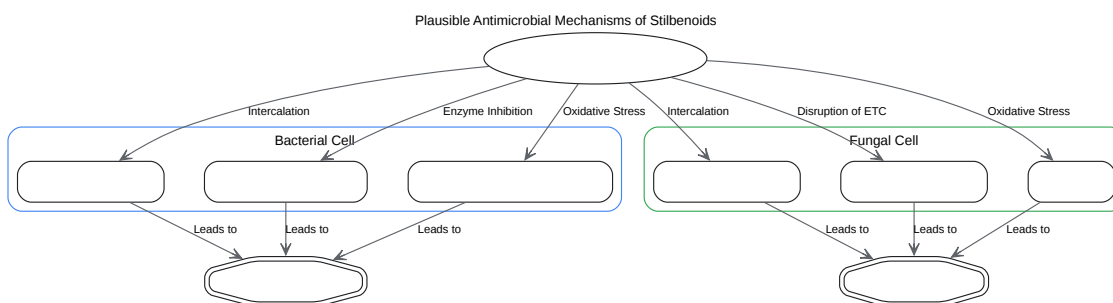 Plausible Antimicrobial Mechanisms of Stilbenoids
Intercalation
Enzyme Inhibition
Oxidative Stress
Intercalation
Disruption of ETC
Oxidative Stress
Bacterial Cell
Fungal Cell
Leads to
Leads to
Leads to
Leads to
Leads to
Leads to